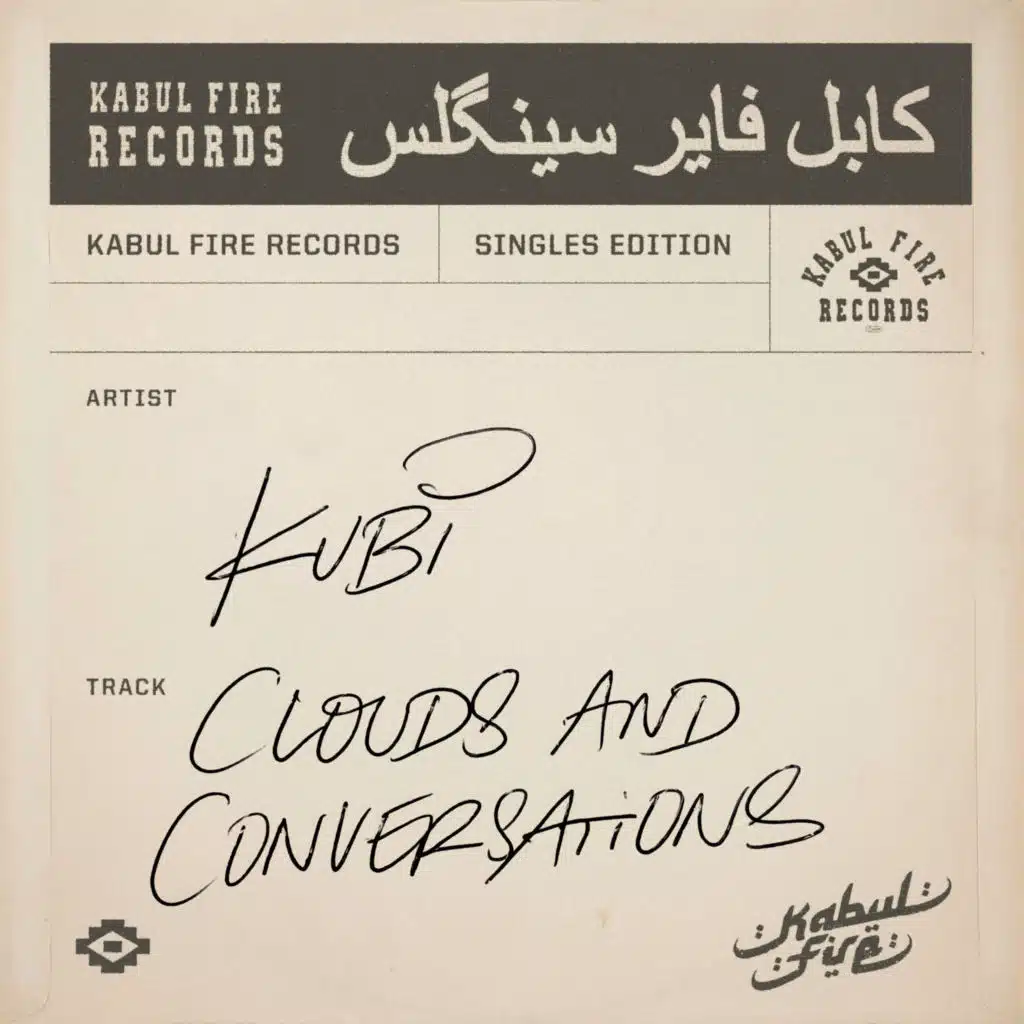 KABUL FIRE
RECORDS
کابل فایر سینگلس
KABUL FIRE RECORDS
SINGLES EDITION
KABUL FIRE
RECORDS
ARTIST
KUBI
TRACK
CLOUDS AND
CONVERSATIONS
Kabul
Fire